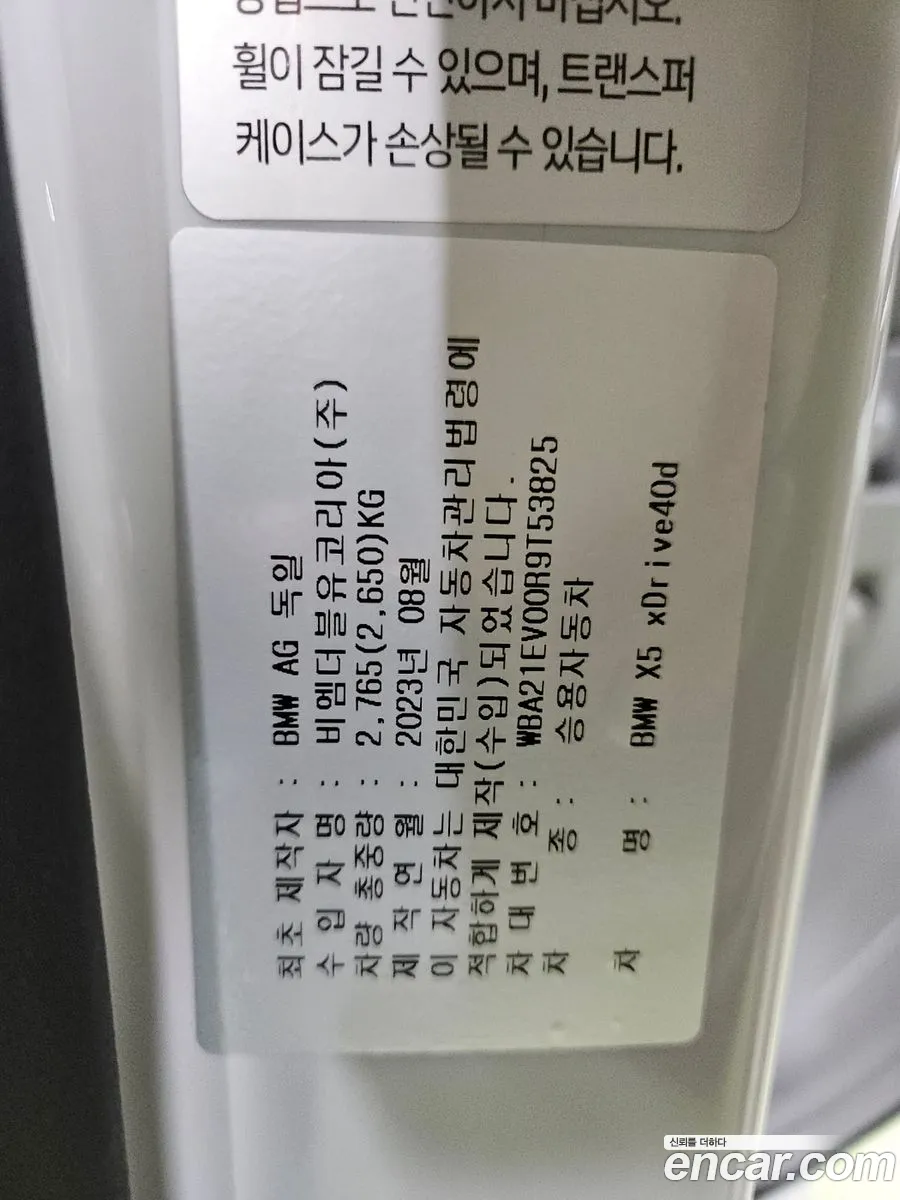 휠이 잠길 수 있으며, 트랜스퍼
케이스가 손상될 수 있습니다.
최초 제작자 : BMW AG 독일
수 입 자 명 : 비엠더블유코리아(주)
차량 총중량 : 2,765(2,650)KG
제 작 연 월 : 2023년 08월
이 자동차는 대한민국 자동차관리법령에
적합하게 제작(수입)되었습니다.
차 대 번 호 : WBA21EV00R9T53825
차 종 : 승용자동차
차 명 : BMW X5 xDrive40d
신뢰를 더하다
encar.com